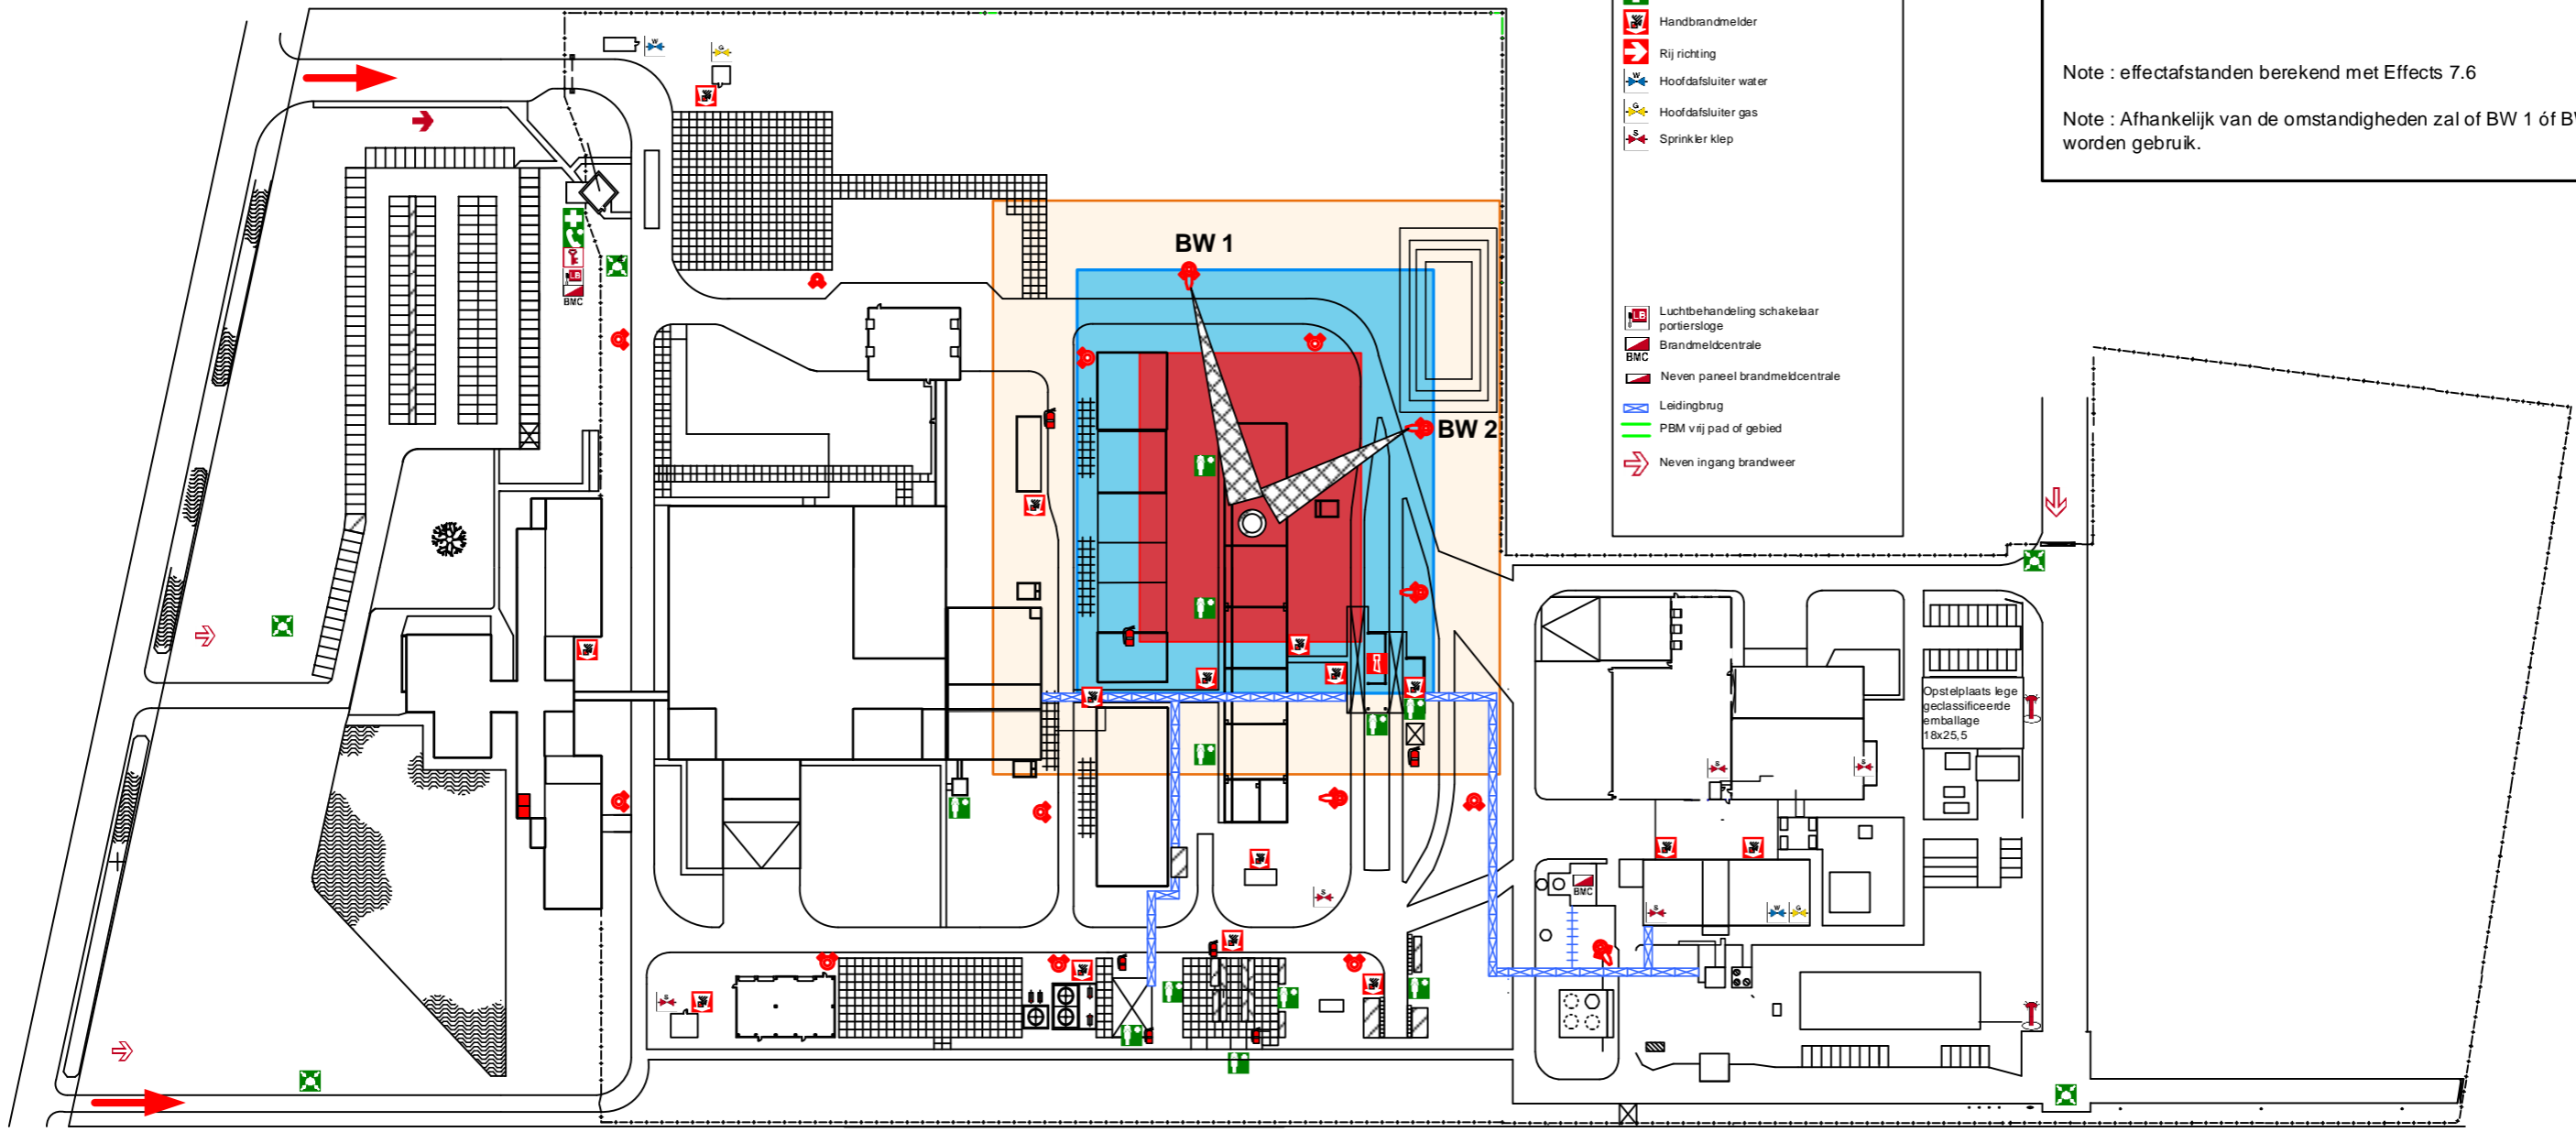 Handbrandmelder
Rij richting
W
Hoofdafsluiter water
G
Hoofdafsluiter gas
S
Sprinkler klep
LB
Luchtbehandeling schakelaar
portiersloge
Brandmeldcentrale
BMC
Neven paneel brandmeldcentrale
Leidingbrug
PBM vrij pad of gebied
Neven ingang brandweer
Note : effectafstanden berekend met Effects 7.6
Note : Afhankelijk van de omstandigheden zal of BW 1 óf
worden gebruik.
W
G
LB
BMC
BW 1
BW 2
Opstelplaats lege
geclassificeerde
emballage
18x25,5
S
S
BMC
S
W
G
S
S